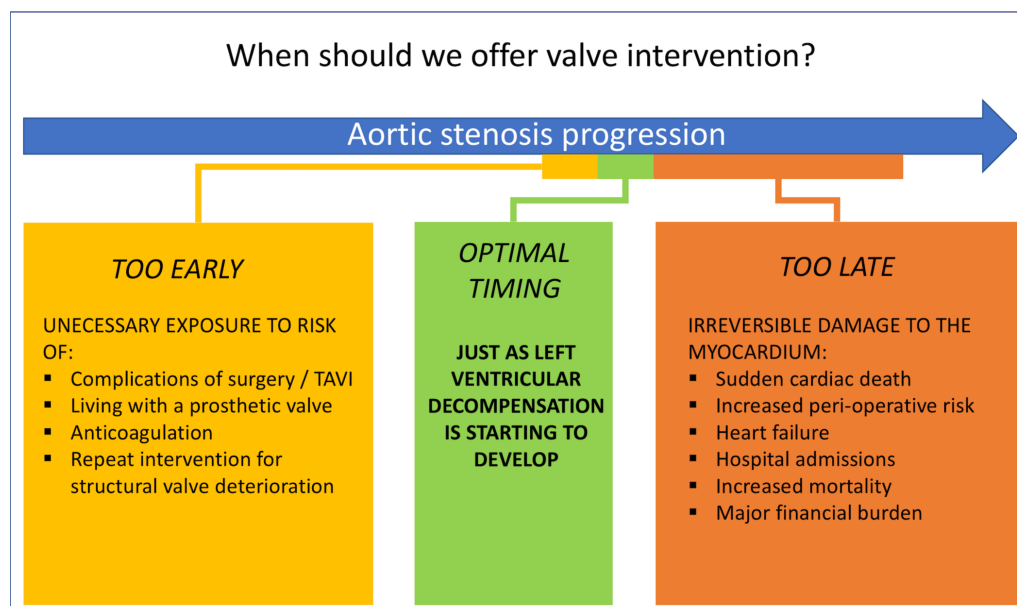 When should we offer valve intervention?
Aortic stenosis progression
TOO EARLY
UNECESSARY EXPOSURE TO RISK
OF:
▪ Complications of surgery / TAVI
▪ Living with a prosthetic valve
▪ Anticoagulation
▪ Repeat intervention for
structural valve deterioration
OPTIMAL
TIMING
JUST AS LEFT
VENTRICULAR
DECOMPENSATION
IS STARTING TO
DEVELOP
TOO LATE
IRREVERSIBLE DAMAGE TO THE
MYOCARDIUM:
▪ Sudden cardiac death
▪ Increased peri-operative risk
▪ Heart failure
▪ Hospital admissions
▪ Increased mortality
▪ Major financial burden